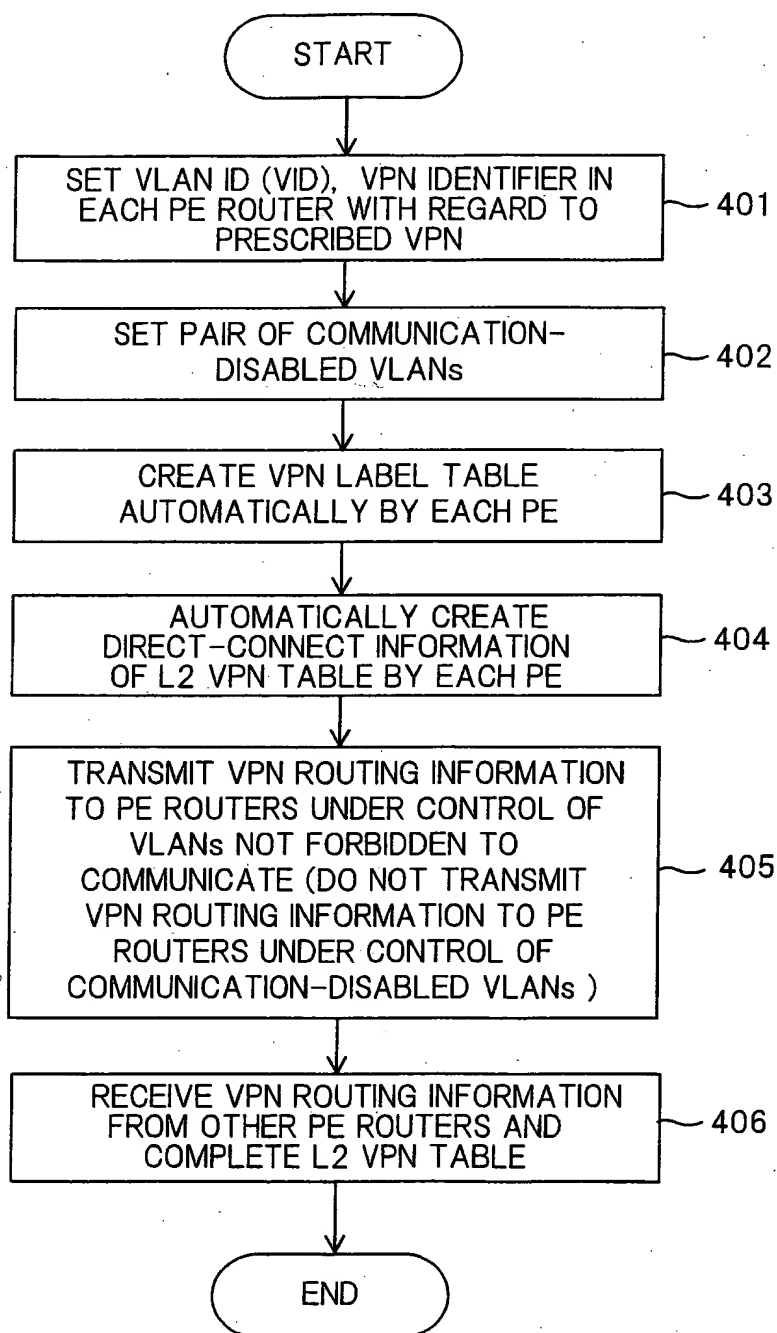 START
SET VLAN ID (VID), VPN IDENTIFIER IN
EACH PE ROUTER WITH REGARD TO
PRESCRIBED VPN
401
SET PAIR OF COMMUNICATION-
DISABLED VLANs
402
CREATE VPN LABEL TABLE
AUTOMATICALLY BY EACH PE
403
AUTOMATICALLY CREATE
DIRECT-CONNECT INFORMATION
OF L2 VPN TABLE BY EACH PE
404
TRANSMIT VPN ROUTING INFORMATION
TO PE ROUTERS UNDER CONTROL OF
VLANs NOT FORBIDDEN TO
COMMUNICATE (DO NOT TRANSMIT
VPN ROUTING INFORMATION TO PE
ROUTERS UNDER CONTROL OF
COMMUNICATION-DISABLED VLANs )
405
RECEIVE VPN ROUTING INFORMATION
FROM OTHER PE ROUTERS AND
COMPLETE L2 VPN TABLE
406
END